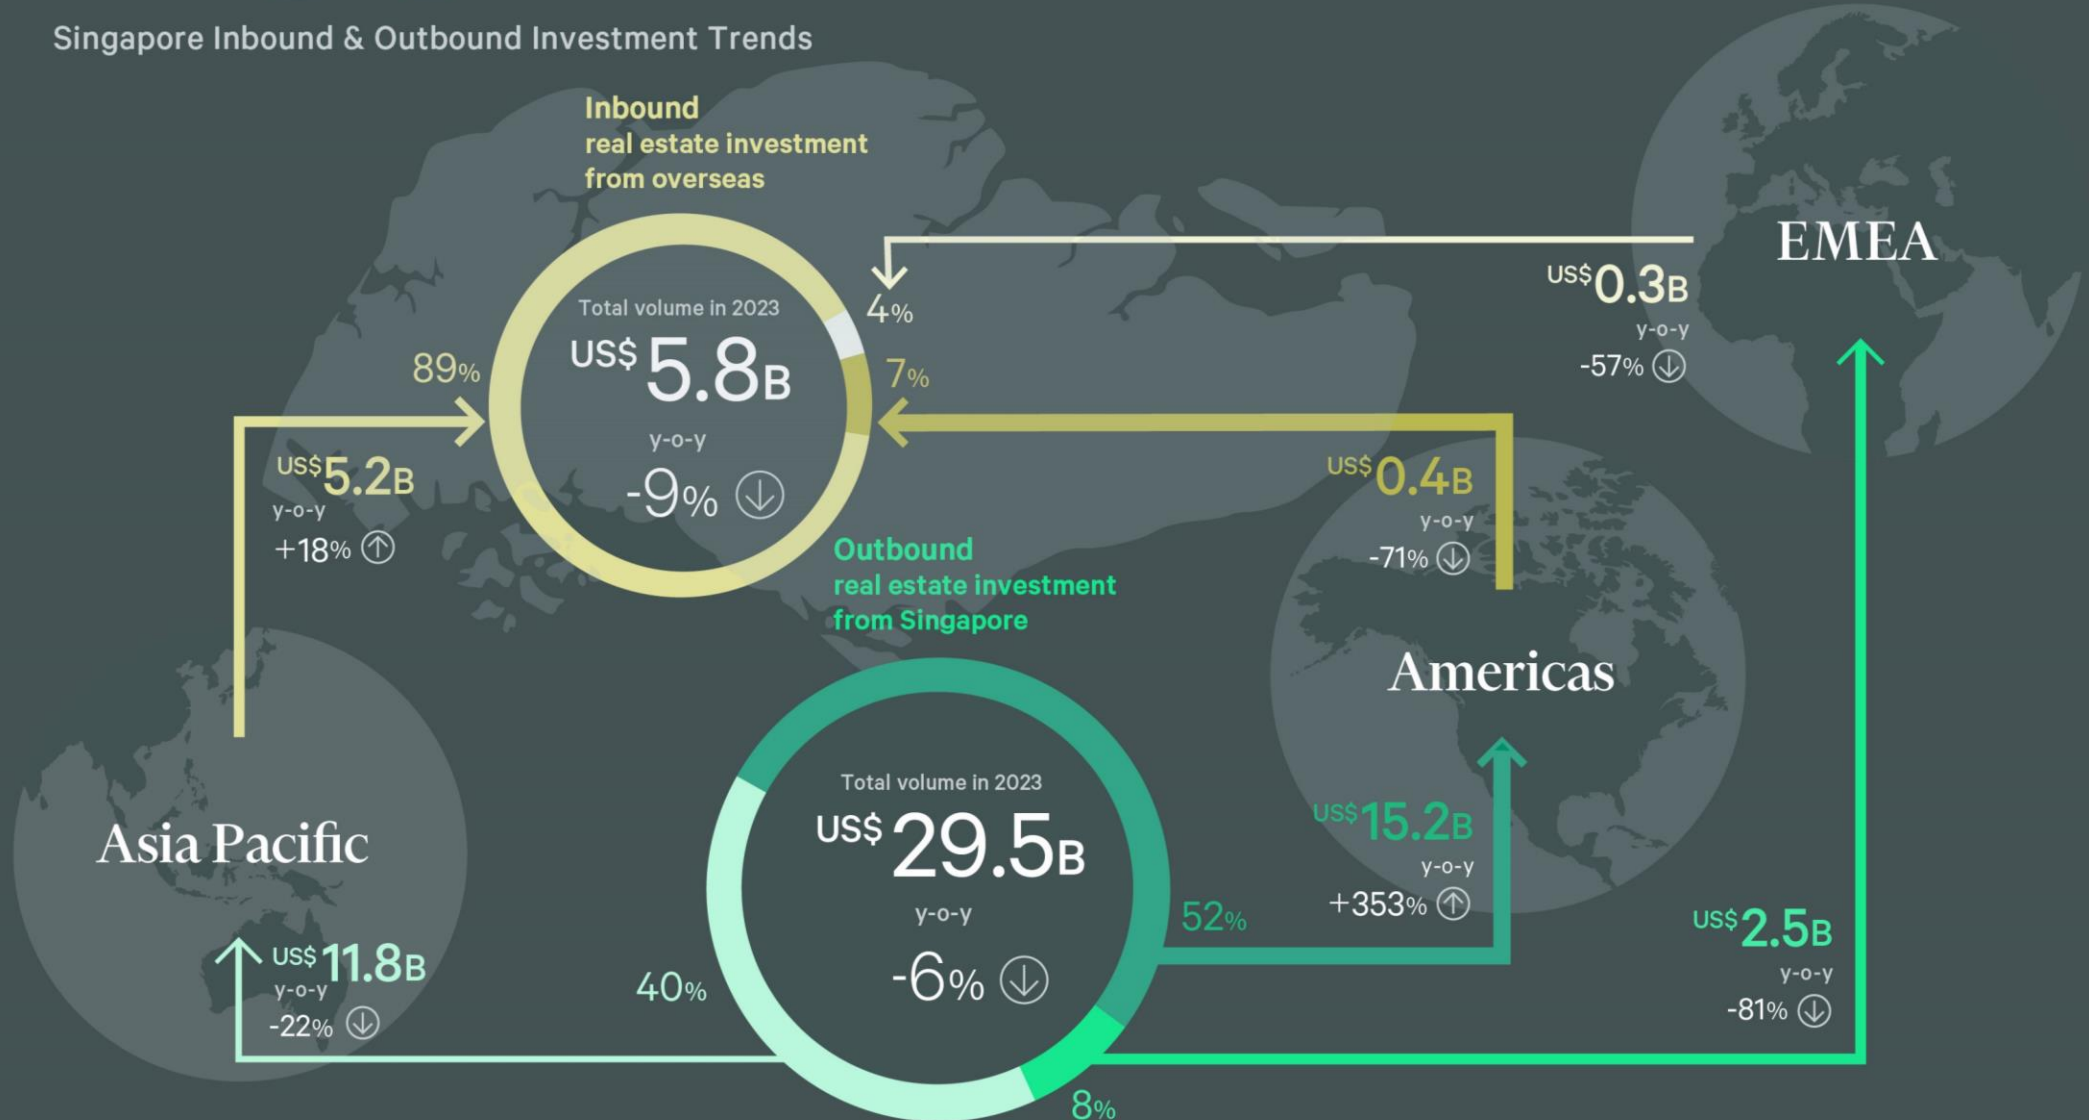 Singapore Inbound & Outbound Investment Trends
Inbound
real estate investment
from overseas
Total volume in 2023
US$5.8B
y-o-y
-9%
89%
4%
7%
US$5.2B
y-o-y
+18%
EMEA
US$0.3B
y-o-y
-57%
US$0.4B
y-o-y
-71%
Americas
Outbound
real estate investment
from Singapore
Total volume in 2023
US$29.5B
y-o-y
-6%
52%
40%
8%
US$15.2B
y-o-y
+353%
US$2.5B
y-o-y
-81%
Asia Pacific
US$11.8B
y-o-y
-22%